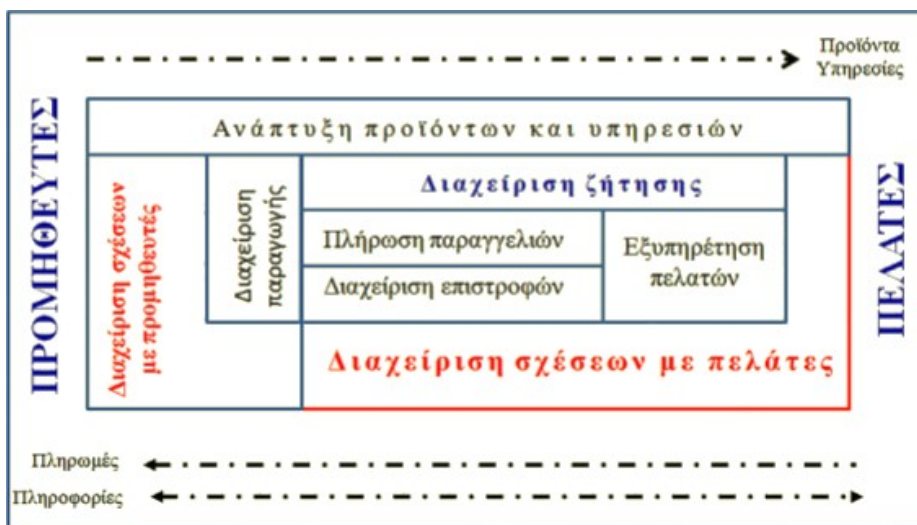 Προϊόντα
Υπηρεσίες
ΠΡΟΜΗΘΕΥΤΕΣ
Ανάπτυξη προϊόντων και υπηρεσιών
Διαχείριση σχέσεων
με προμηθευτές
Διαχείριση
παραγωγής
Διαχείριση ζήτησης
Πλήρωση παραγγελιών
Διαχείριση επιστροφών
Εξυπηρέτηση
πελατών
Διαχείριση σχέσεων με πελάτες
ΠΕΛΑΤΕΣ
Πληρωμές
Πληροφορίες